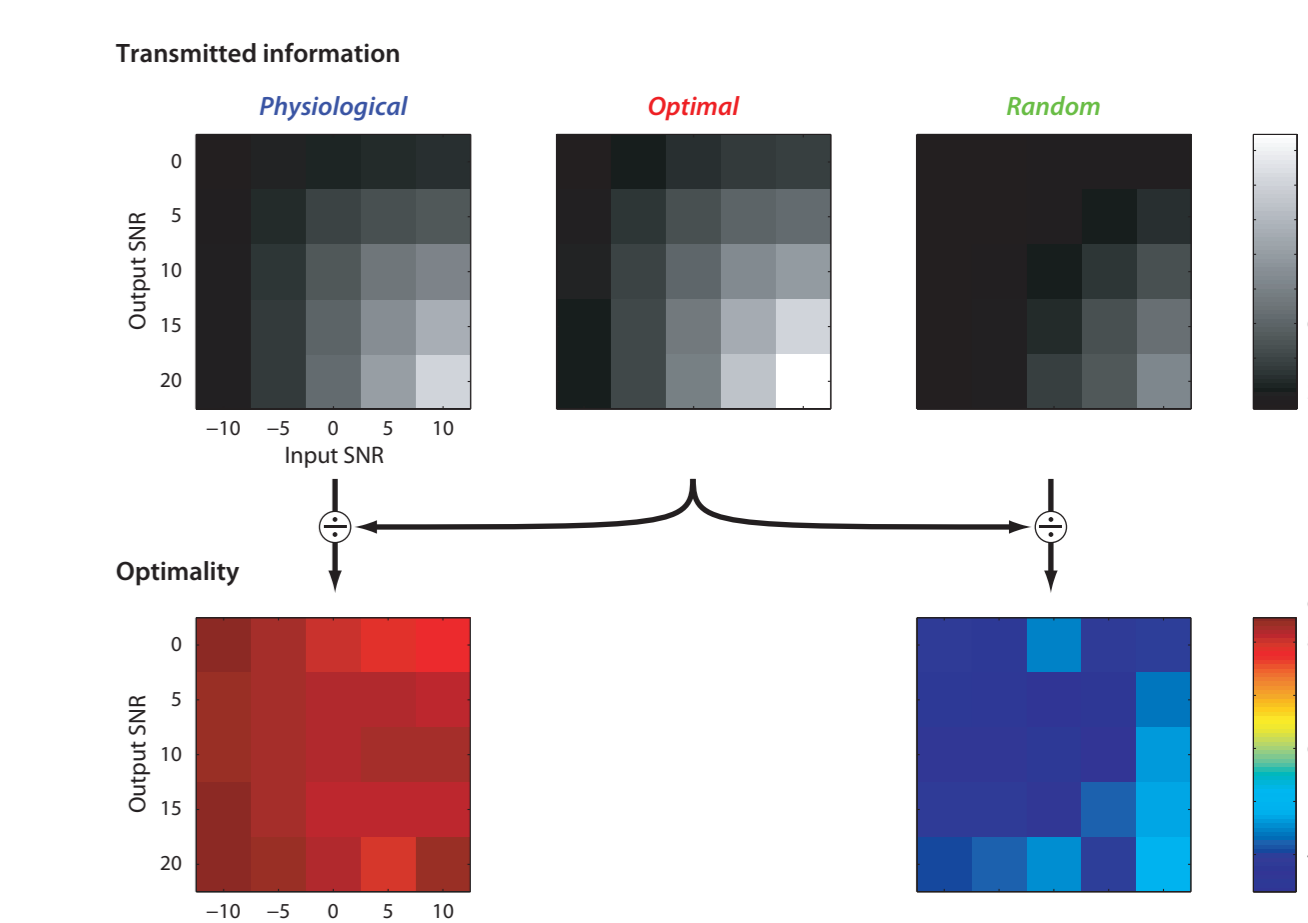 Transmitted information
Physiological Optimal Random
Output SNR
0
5
10
15
20
−10 −5 0 5 10
Input SNR
÷ ÷
Optimality
Output SNR
0
5
10
15
20
−10 −5 0 5 10